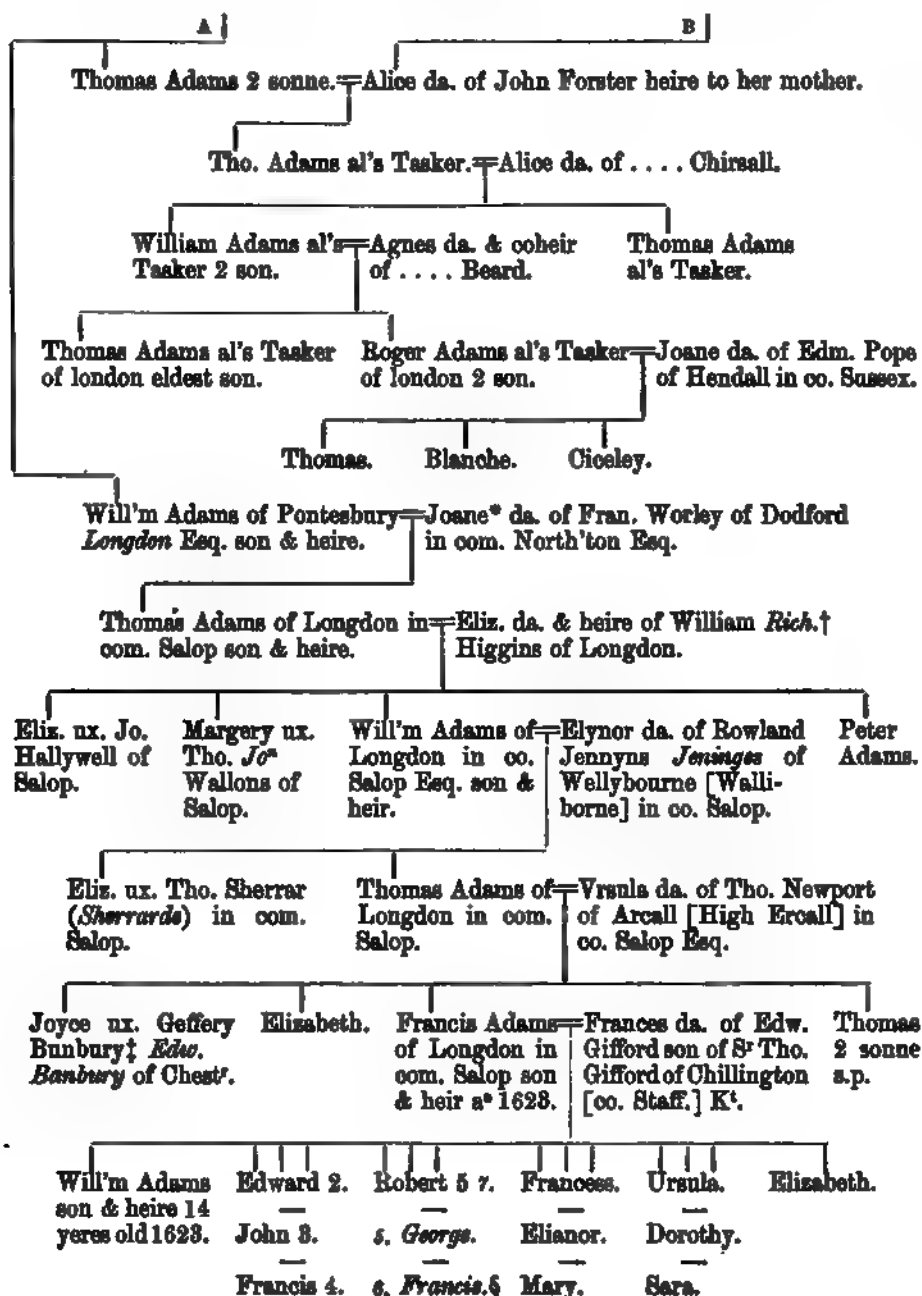 A B
Thomas Adams 2 sonne.=Alice da. of John Forster heire to her mother.
Tho. Adams al's Tasker.=Alice da. of .... Chirsall.
William Adams al's=Agnes da. & coheir Thomas Adams
Tasker 2 son. of .... Beard. al's Tasker.
Thomas Adams al's Tasker Roger Adams al's Tasker=Joane da. of Edm. Pope
of london eldest son. of london 2 son. of Hendall in co. Sussex.
Thomas. Blanche. Ciceley.
Will'm Adams of Pontesbury=Joane* da. of Fran. Worley of Dodford
Longdon Esq. son & heire. in com. North'ton Esq.
Thomas Adams of Longdon in=Eliz. da. & heire of William Rich.†
com. Salop son & heire. Higgins of Longdon.
Eliz. ux. Jo. Margery ux. Will'm Adams of=Elynor da. of Rowland Peter
Hallywell of Tho. Joⁿ Longdon in co. Jennyns Jeninges of Adams.
Salop. Wallons of Salop Esq. son & Wellybourne [Walli-
Salop. heir. borne] in co. Salop.
Eliz. ux. Tho. Sherrar Thomas Adams of=Vrsula da. of Tho. Newport
(Sherrards) in com. Longdon in com. of Arcall [High Ercall] in
Salop. Salop. co. Salop Esq.
Joyce ux. Geffery Elizabeth. Francis Adams=Frances da. of Edw. Thomas
Bunbury‡ Edw. of Longdon in Gifford son of Sʳ Tho. 2 sonne
Banbury of Chestʳ. com. Salop son Gifford of Chillington s.p.
& heir a° 1623. [co. Staff.] Kᵗ.
Will'm Adams Edward 2. Robert 5 7. Francess. Ursula. Elizabeth.
son & heire 14 — — — —
yeres old 1623. John 3. 5. George. Elianor. Dorothy.
— — — —
Francis 4. 6. Francis.§ Mary. Sara.